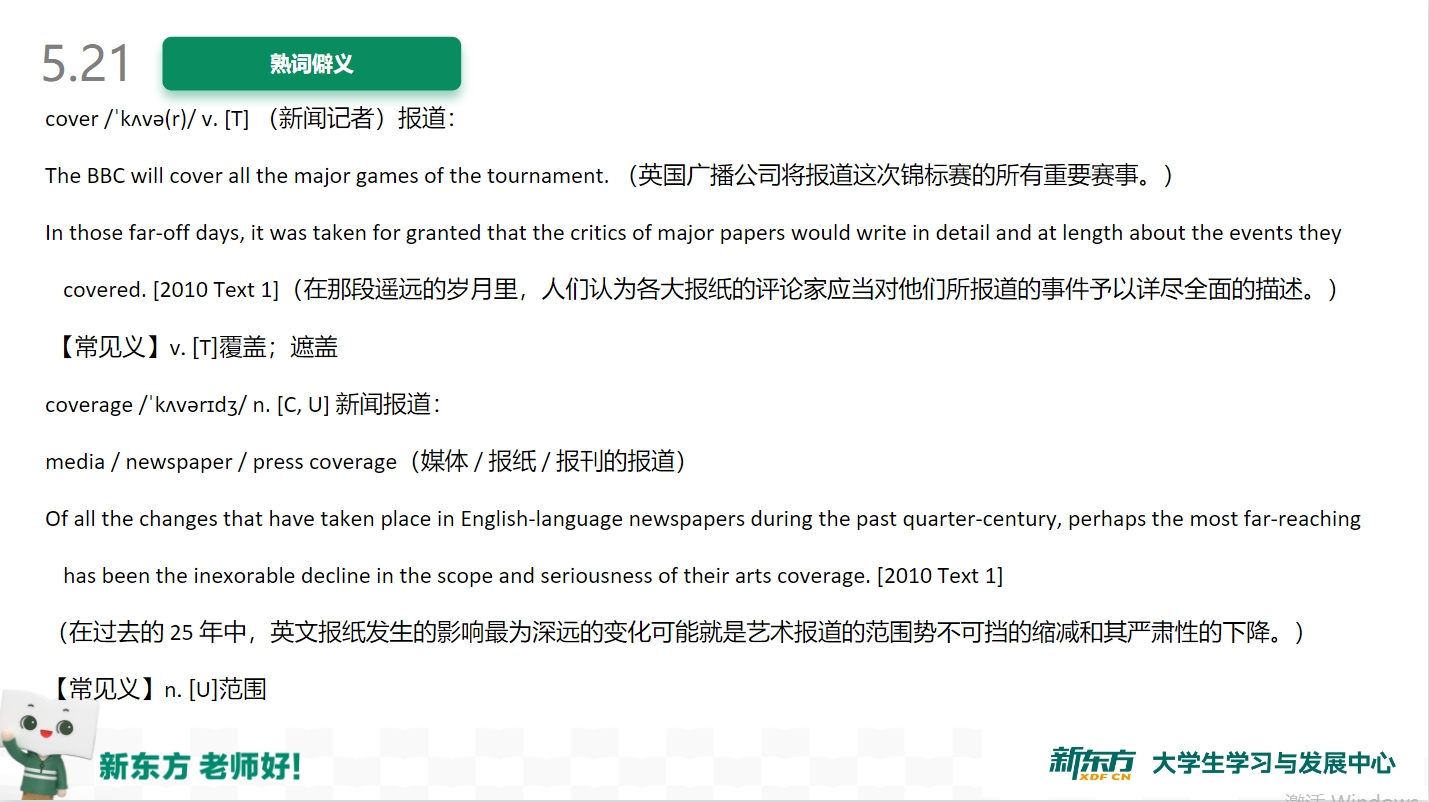 5.21 熟词僻义
cover /ˈkʌvə(r)/ v. [T] （新闻记者）报道：
The BBC will cover all the major games of the tournament. （英国广播公司将报道这次锦标赛的所有重要赛事。）
In those far-off days, it was taken for granted that the critics of major papers would write in detail and at length about the events they
covered. [2010 Text 1]（在那段遥远的岁月里，人们认为各大报纸的评论家应当对他们所报道的事件予以详尽全面的描述。）
【常见义】v. [T]覆盖；遮盖
coverage /ˈkʌvərɪdʒ/ n. [C, U] 新闻报道：
media / newspaper / press coverage（媒体 / 报纸 / 报刊的报道）
Of all the changes that have taken place in English-language newspapers during the past quarter-century, perhaps the most far-reaching
has been the inexorable decline in the scope and seriousness of their arts coverage. [2010 Text 1]
（在过去的 25 年中，英文报纸发生的影响最为深远的变化可能就是艺术报道的范围势不可挡的缩减和其严肃性的下降。）
【常见义】n. [U]范围
新东方 老师好!
新东方 XDF.CN 大学生学习与发展中心
激活 Windows